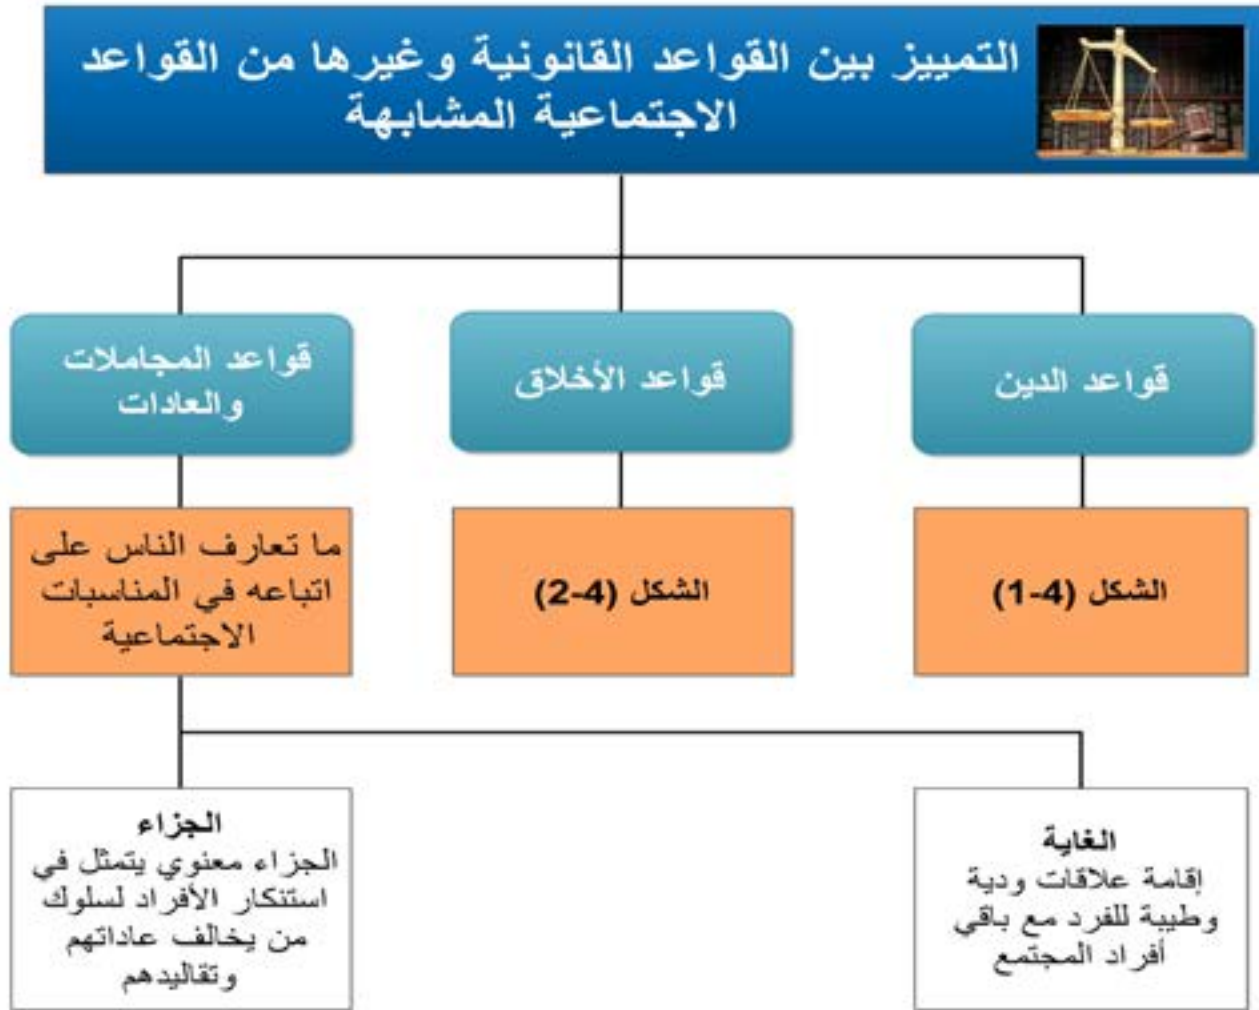 التمييز بين القواعد القانونية وغيرها من القواعد
الاجتماعية المشابهة
قواعد الدين
قواعد الأخلاق
قواعد المجاملات
والعادات
الشكل (4-1)
الشكل (4-2)
ما تعارف الناس على
اتباعه في المناسبات
الاجتماعية
الغاية
إقامة علاقات ودية
وطيبة للفرد مع باقي
أفراد المجتمع
الجزاء
الجزاء معنوي يتمثل في
استنكار الأفراد لسلوك
من يخالف عاداتهم
وتقاليدهم